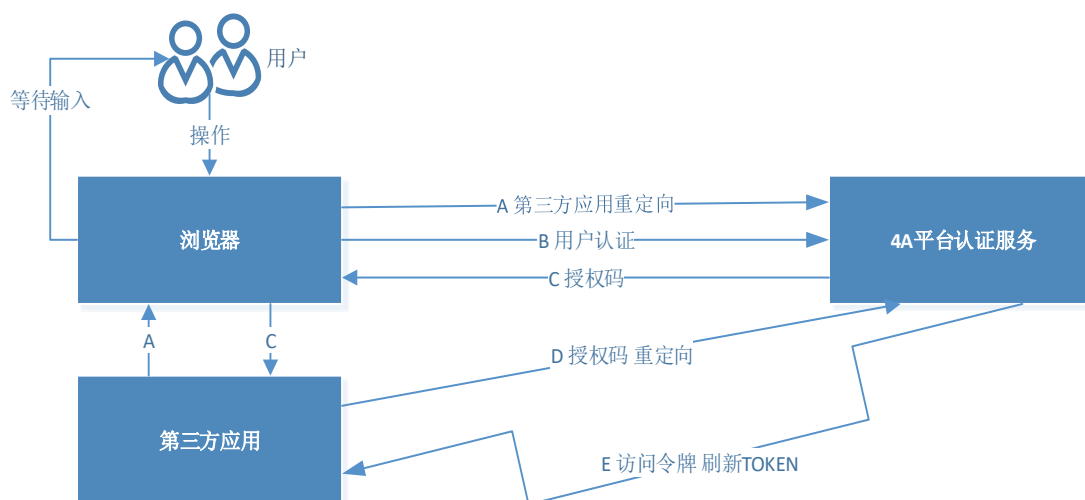 用户
等待输入
操作
A 第三方应用重定向
浏览器
B 用户认证
4A平台认证服务
C 授权码
A
C
D 授权码 重定向
第三方应用
E 访问令牌 刷新TOKEN